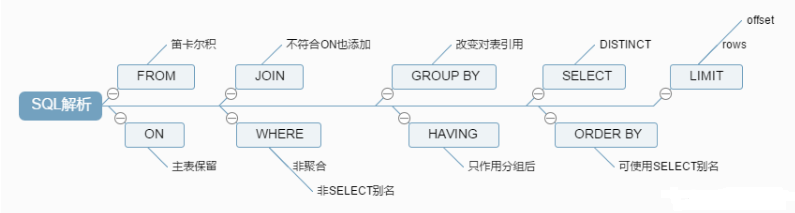 offset
笛卡尔积
不符合ON也添加
改变对表引用
DISTINCT
rows
FROM
JOIN
GROUP BY
SELECT
LIMIT
SQL解析
ON
WHERE
HAVING
ORDER BY
主表保留
非聚合
只作用分组后
可使用SELECT别名
非SELECT别名